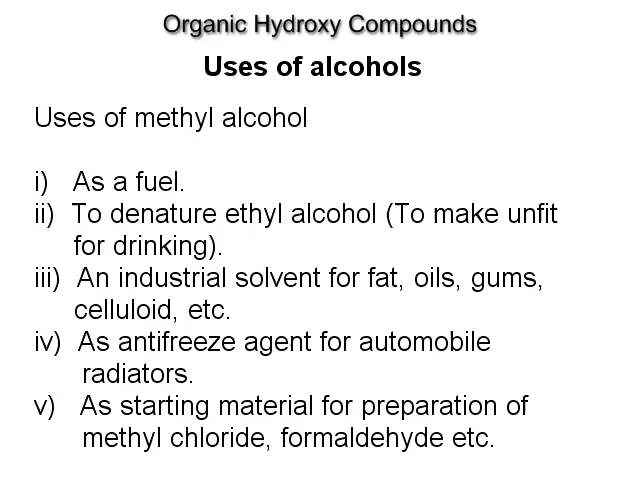 Organic Hydroxy Compounds
Uses of alcohols
Uses of methyl alcohol
i) As a fuel.
ii) To denature ethyl alcohol (To make unfit
for drinking).
iii) An industrial solvent for fat, oils, gums,
celluloid, etc.
iv) As antifreeze agent for automobile
radiators.
v) As starting material for preparation of
methyl chloride, formaldehyde etc.